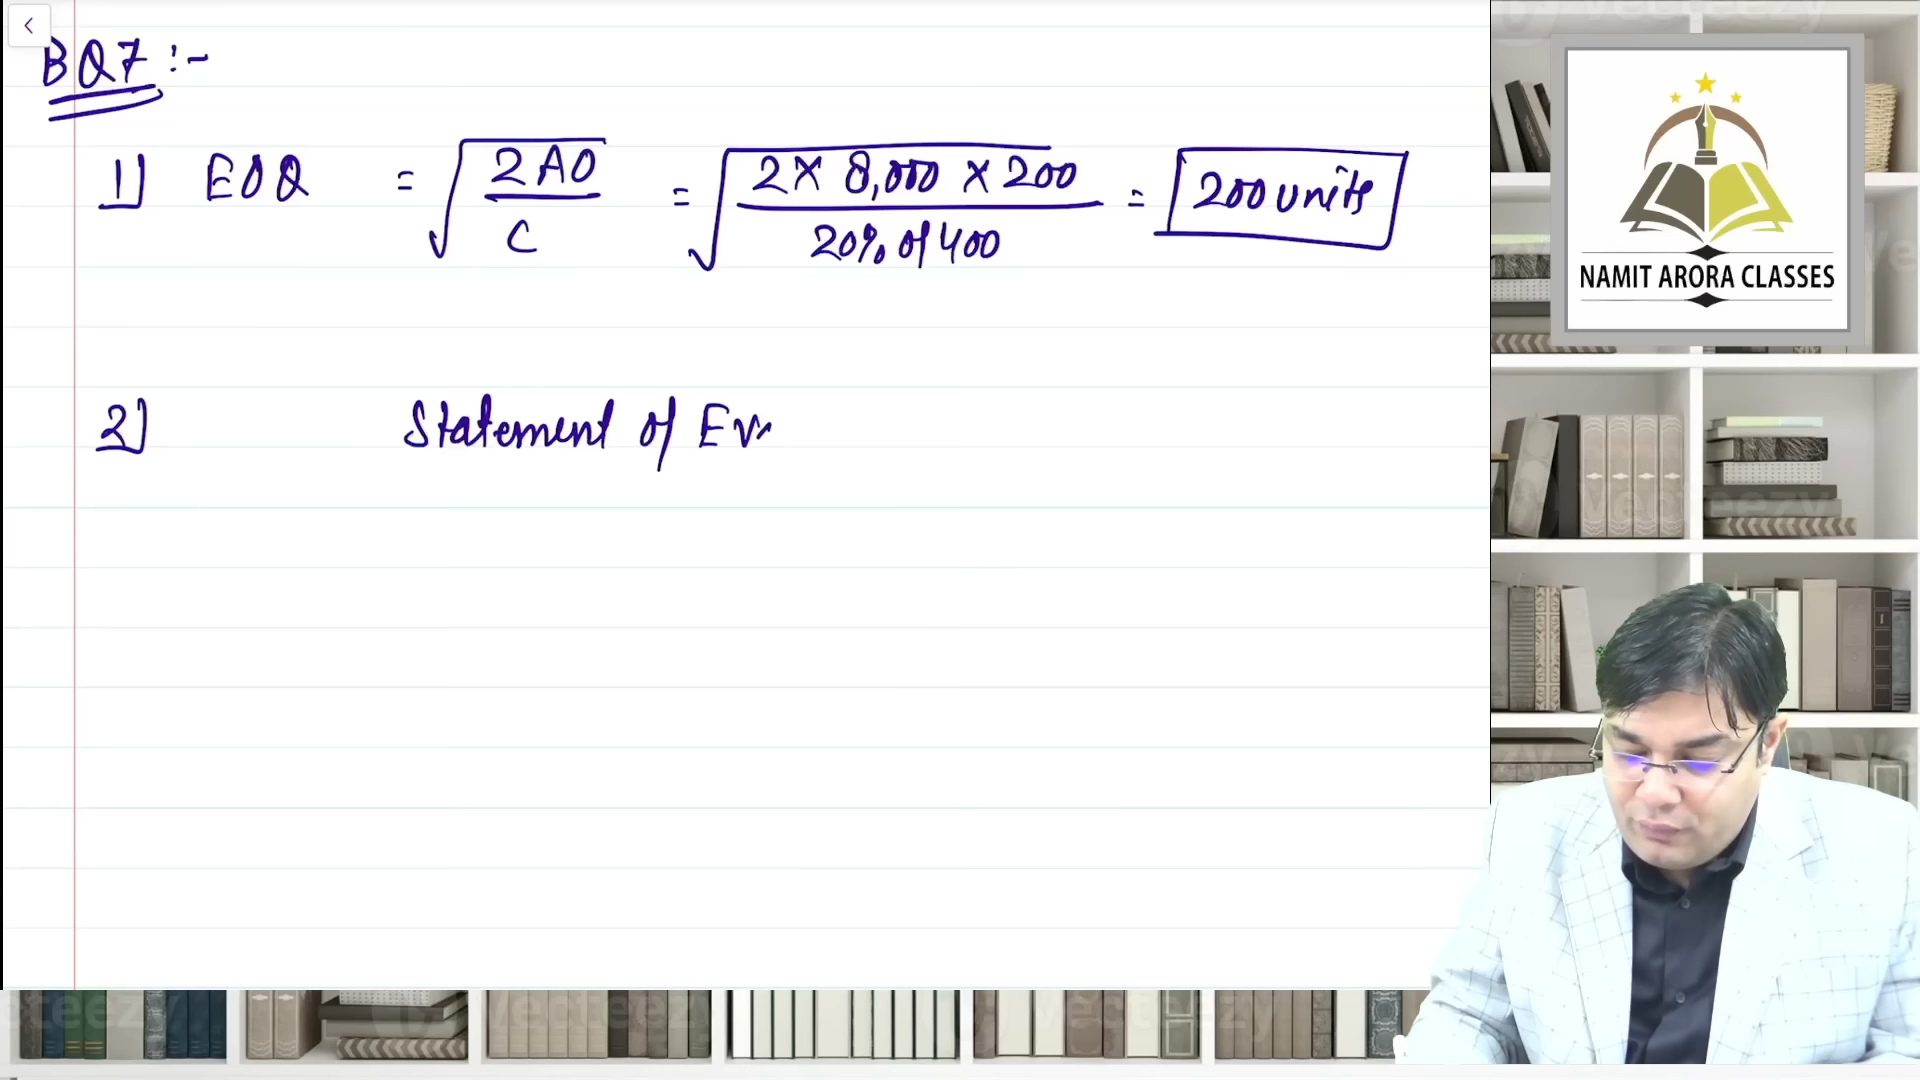 BQ7 :-
1] EOQ = √(2AO / C) = √(2 × 8,000 × 200 / 20% of 400) = 200 units
2] Statement of Ev
NAMIT ARORA CLASSES